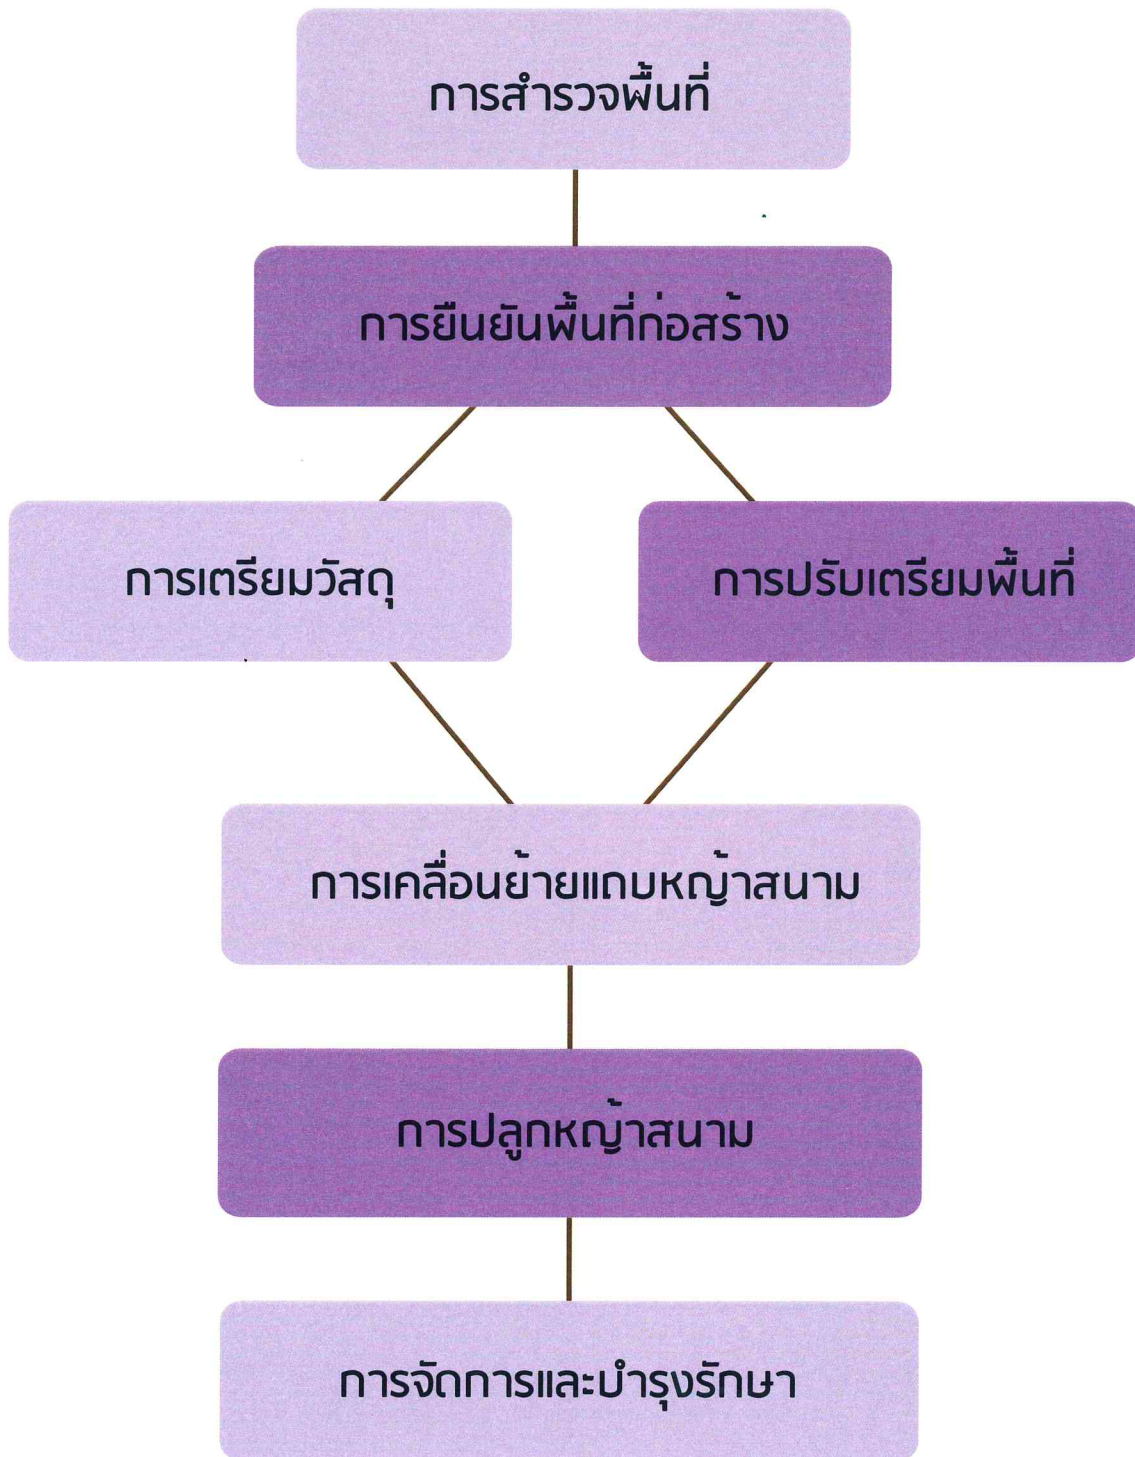 การสำรวจพื้นที่
การยืนยันพื้นที่ก่อสร้าง
การเตรียมวัสดุ
การปรับเตรียมพื้นที่
การเคลื่อนย้ายแถบหญ้าสนาม
การปลูกหญ้าสนาม
การจัดการและบำรุงรักษา